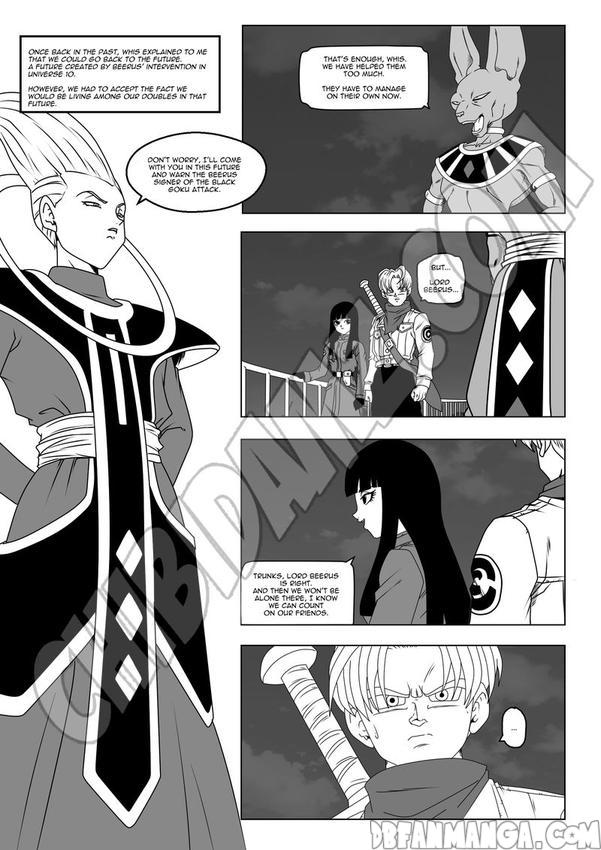 ONCE BACK IN THE PAST, WHIS EXPLAINED TO ME
THAT WE COULD GO BACK TO THE FUTURE.
A FUTURE CREATED BY BEERUS' INTERVENTION IN
UNIVERSE 10.
HOWEVER, WE HAD TO ACCEPT THE FACT WE
WOULD BE LIVING AMONG OUR DOUBLES IN THAT
FUTURE.
DON'T WORRY, I'LL COME
WITH YOU IN THIS FUTURE
AND WARN THE BEERUS
SIGNER OF THE BLACK
GOKU ATTACK.
THAT'S ENOUGH, WHIS.
WE HAVE HELPED THEM
TOO MUCH.
THEY HAVE TO MANAGE
ON THEIR OWN NOW.
BUT...
LORD
BEERUS...
TRUNKS, LORD BEERUS
IS RIGHT.
AND THEN WE WON'T BE
ALONE THERE, I KNOW
WE CAN COUNT
ON OUR FRIENDS.
...
CHIBIDAMZ.COM
DBFANMANGA.COM